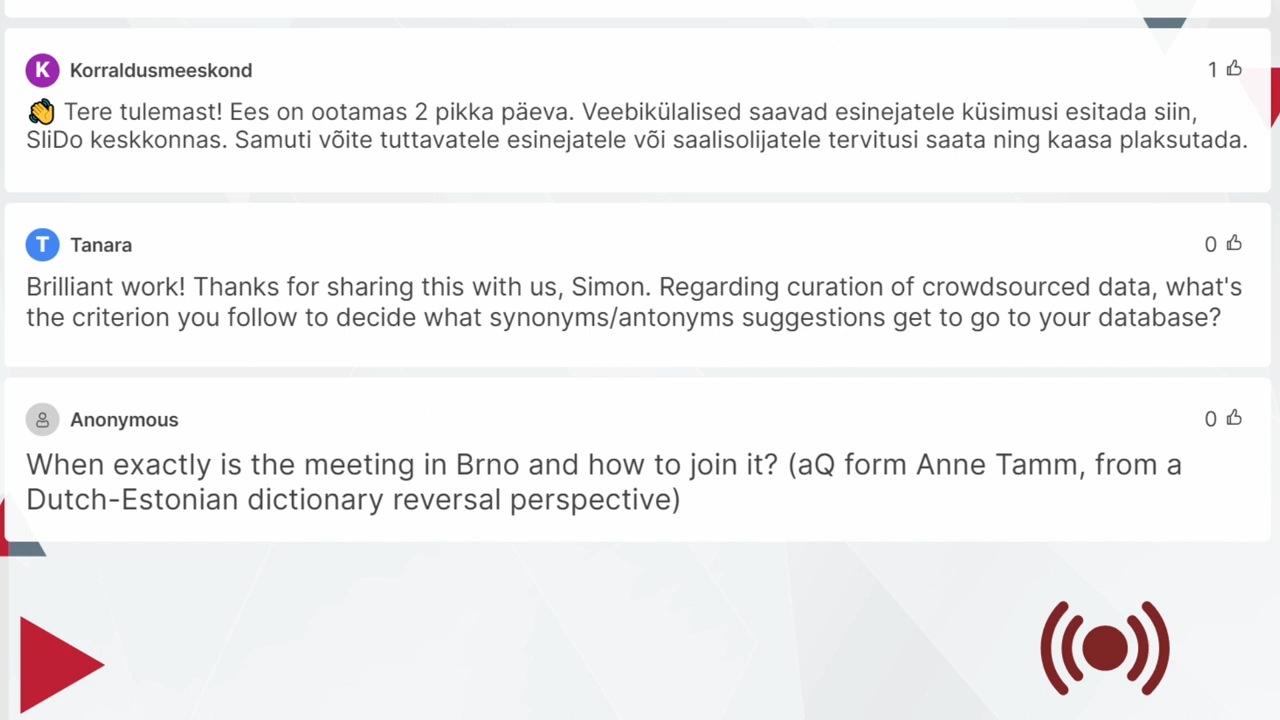 K Korraldusmeeskond 1
👏 Tere tulemast! Ees on ootamas 2 pikka päeva. Veebikülalised saavad esinejatele küsimusi esitada siin,
SliDo keskkonnas. Samuti võite tuttavatele esinejatele või saalisolijatele tervitusi saata ning kaasa plaksutada.
T Tanara 0
Brilliant work! Thanks for sharing this with us, Simon. Regarding curation of crowdsourced data, what's
the criterion you follow to decide what synonyms/antonyms suggestions get to go to your database?
Anonymous 0
When exactly is the meeting in Brno and how to join it? (aQ form Anne Tamm, from a
Dutch-Estonian dictionary reversal perspective)